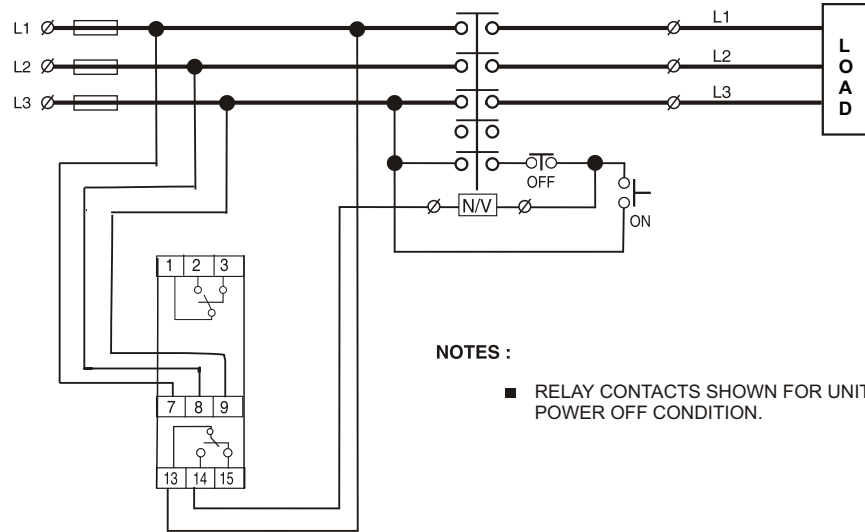 L1 L1
L2 L2
L3 L3
LOAD
OFF
N/V
ON
1 2 3
7 8 9
13 14 15
NOTES :
■ RELAY CONTACTS SHOWN FOR UNIT
POWER OFF CONDITION.